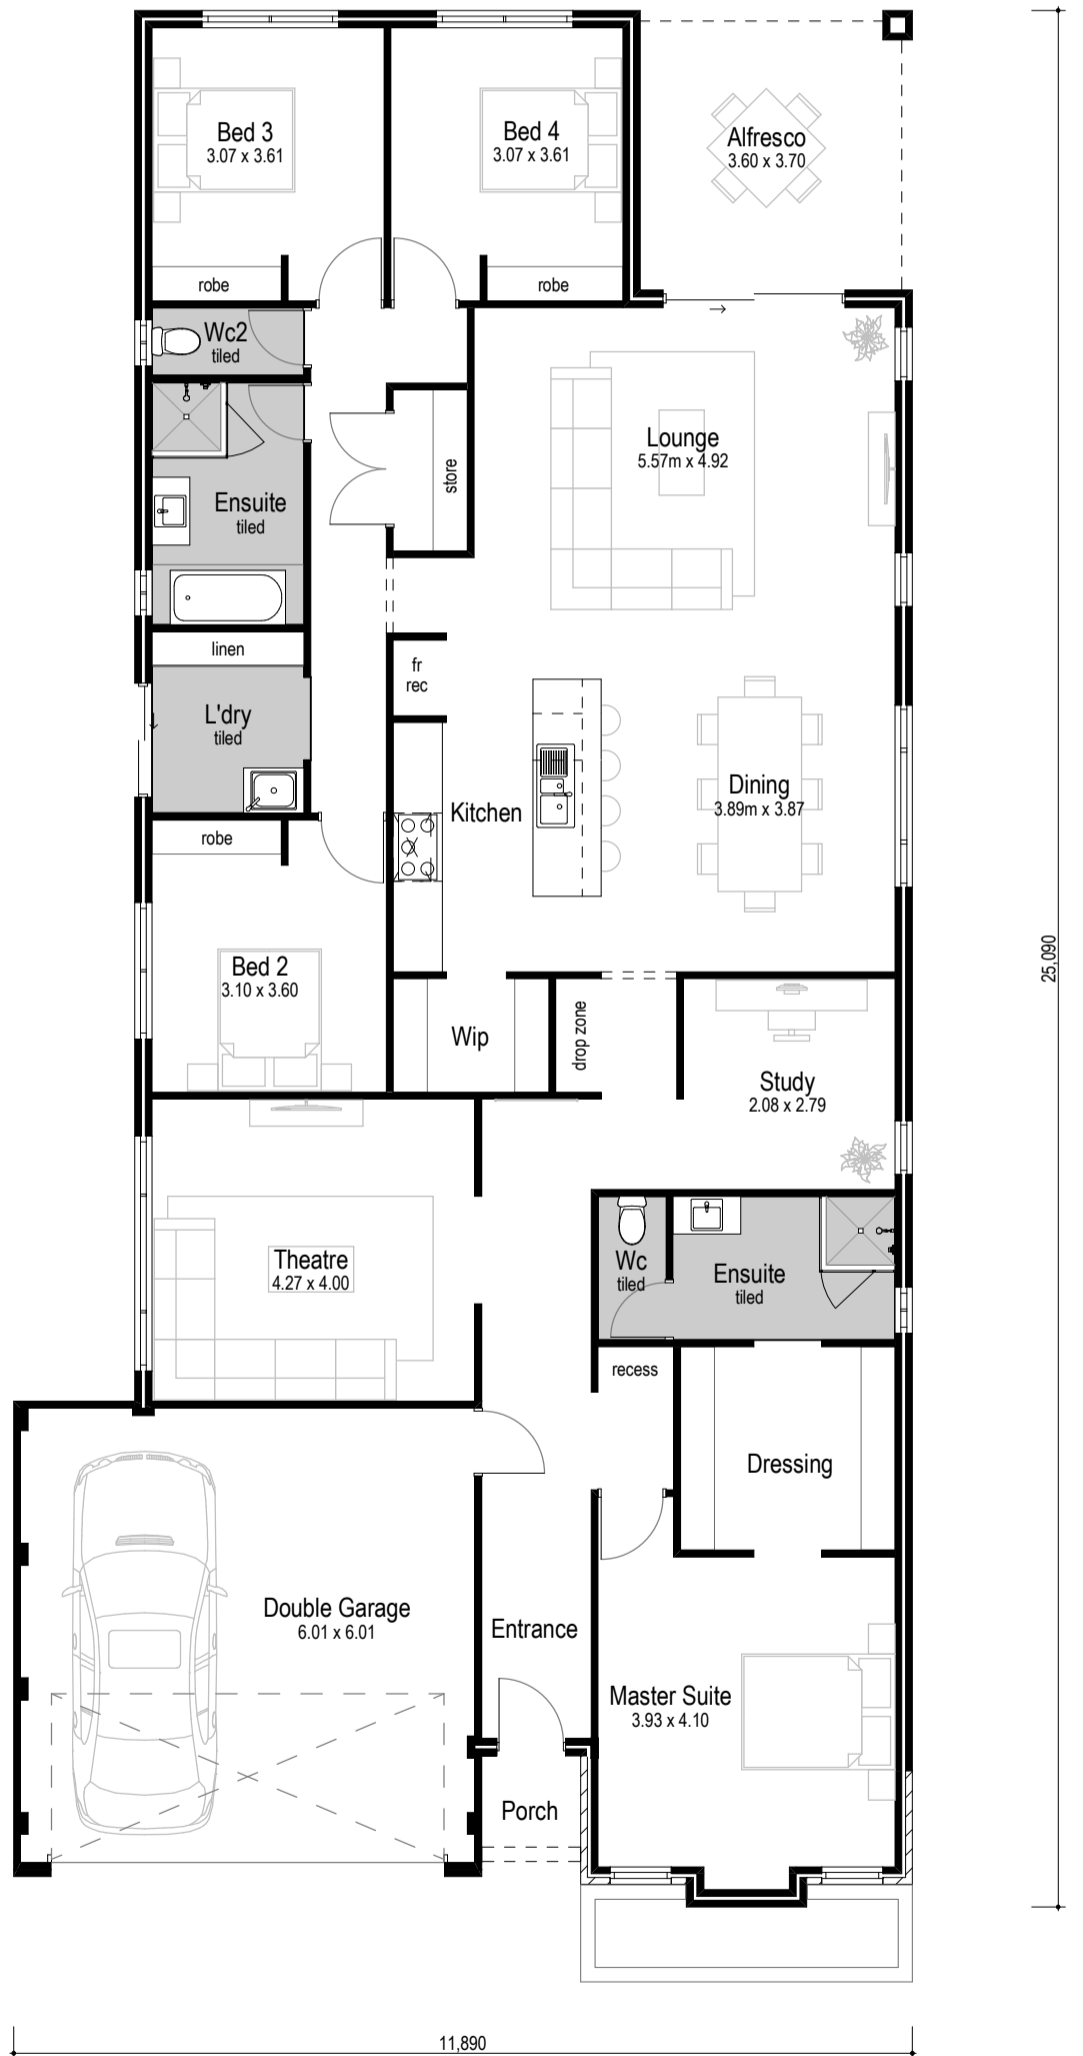 Bed 3
3.07 x 3.61
Bed 4
3.07 x 3.61
Alfresco
3.60 x 3.70
robe
robe
Wc2
tiled
Lounge
5.57m x 4.92
store
Ensuite
tiled
linen
fr
rec
L'dry
tiled
Kitchen
Dining
3.89m x 3.87
robe
25,090
Bed 2
3.10 x 3.60
Wip
drop zone
Study
2.08 x 2.79
Theatre
4.27 x 4.00
Wc
tiled
Ensuite
tiled
recess
Dressing
Double Garage
6.01 x 6.01
Entrance
Master Suite
3.93 x 4.10
Porch
11,890